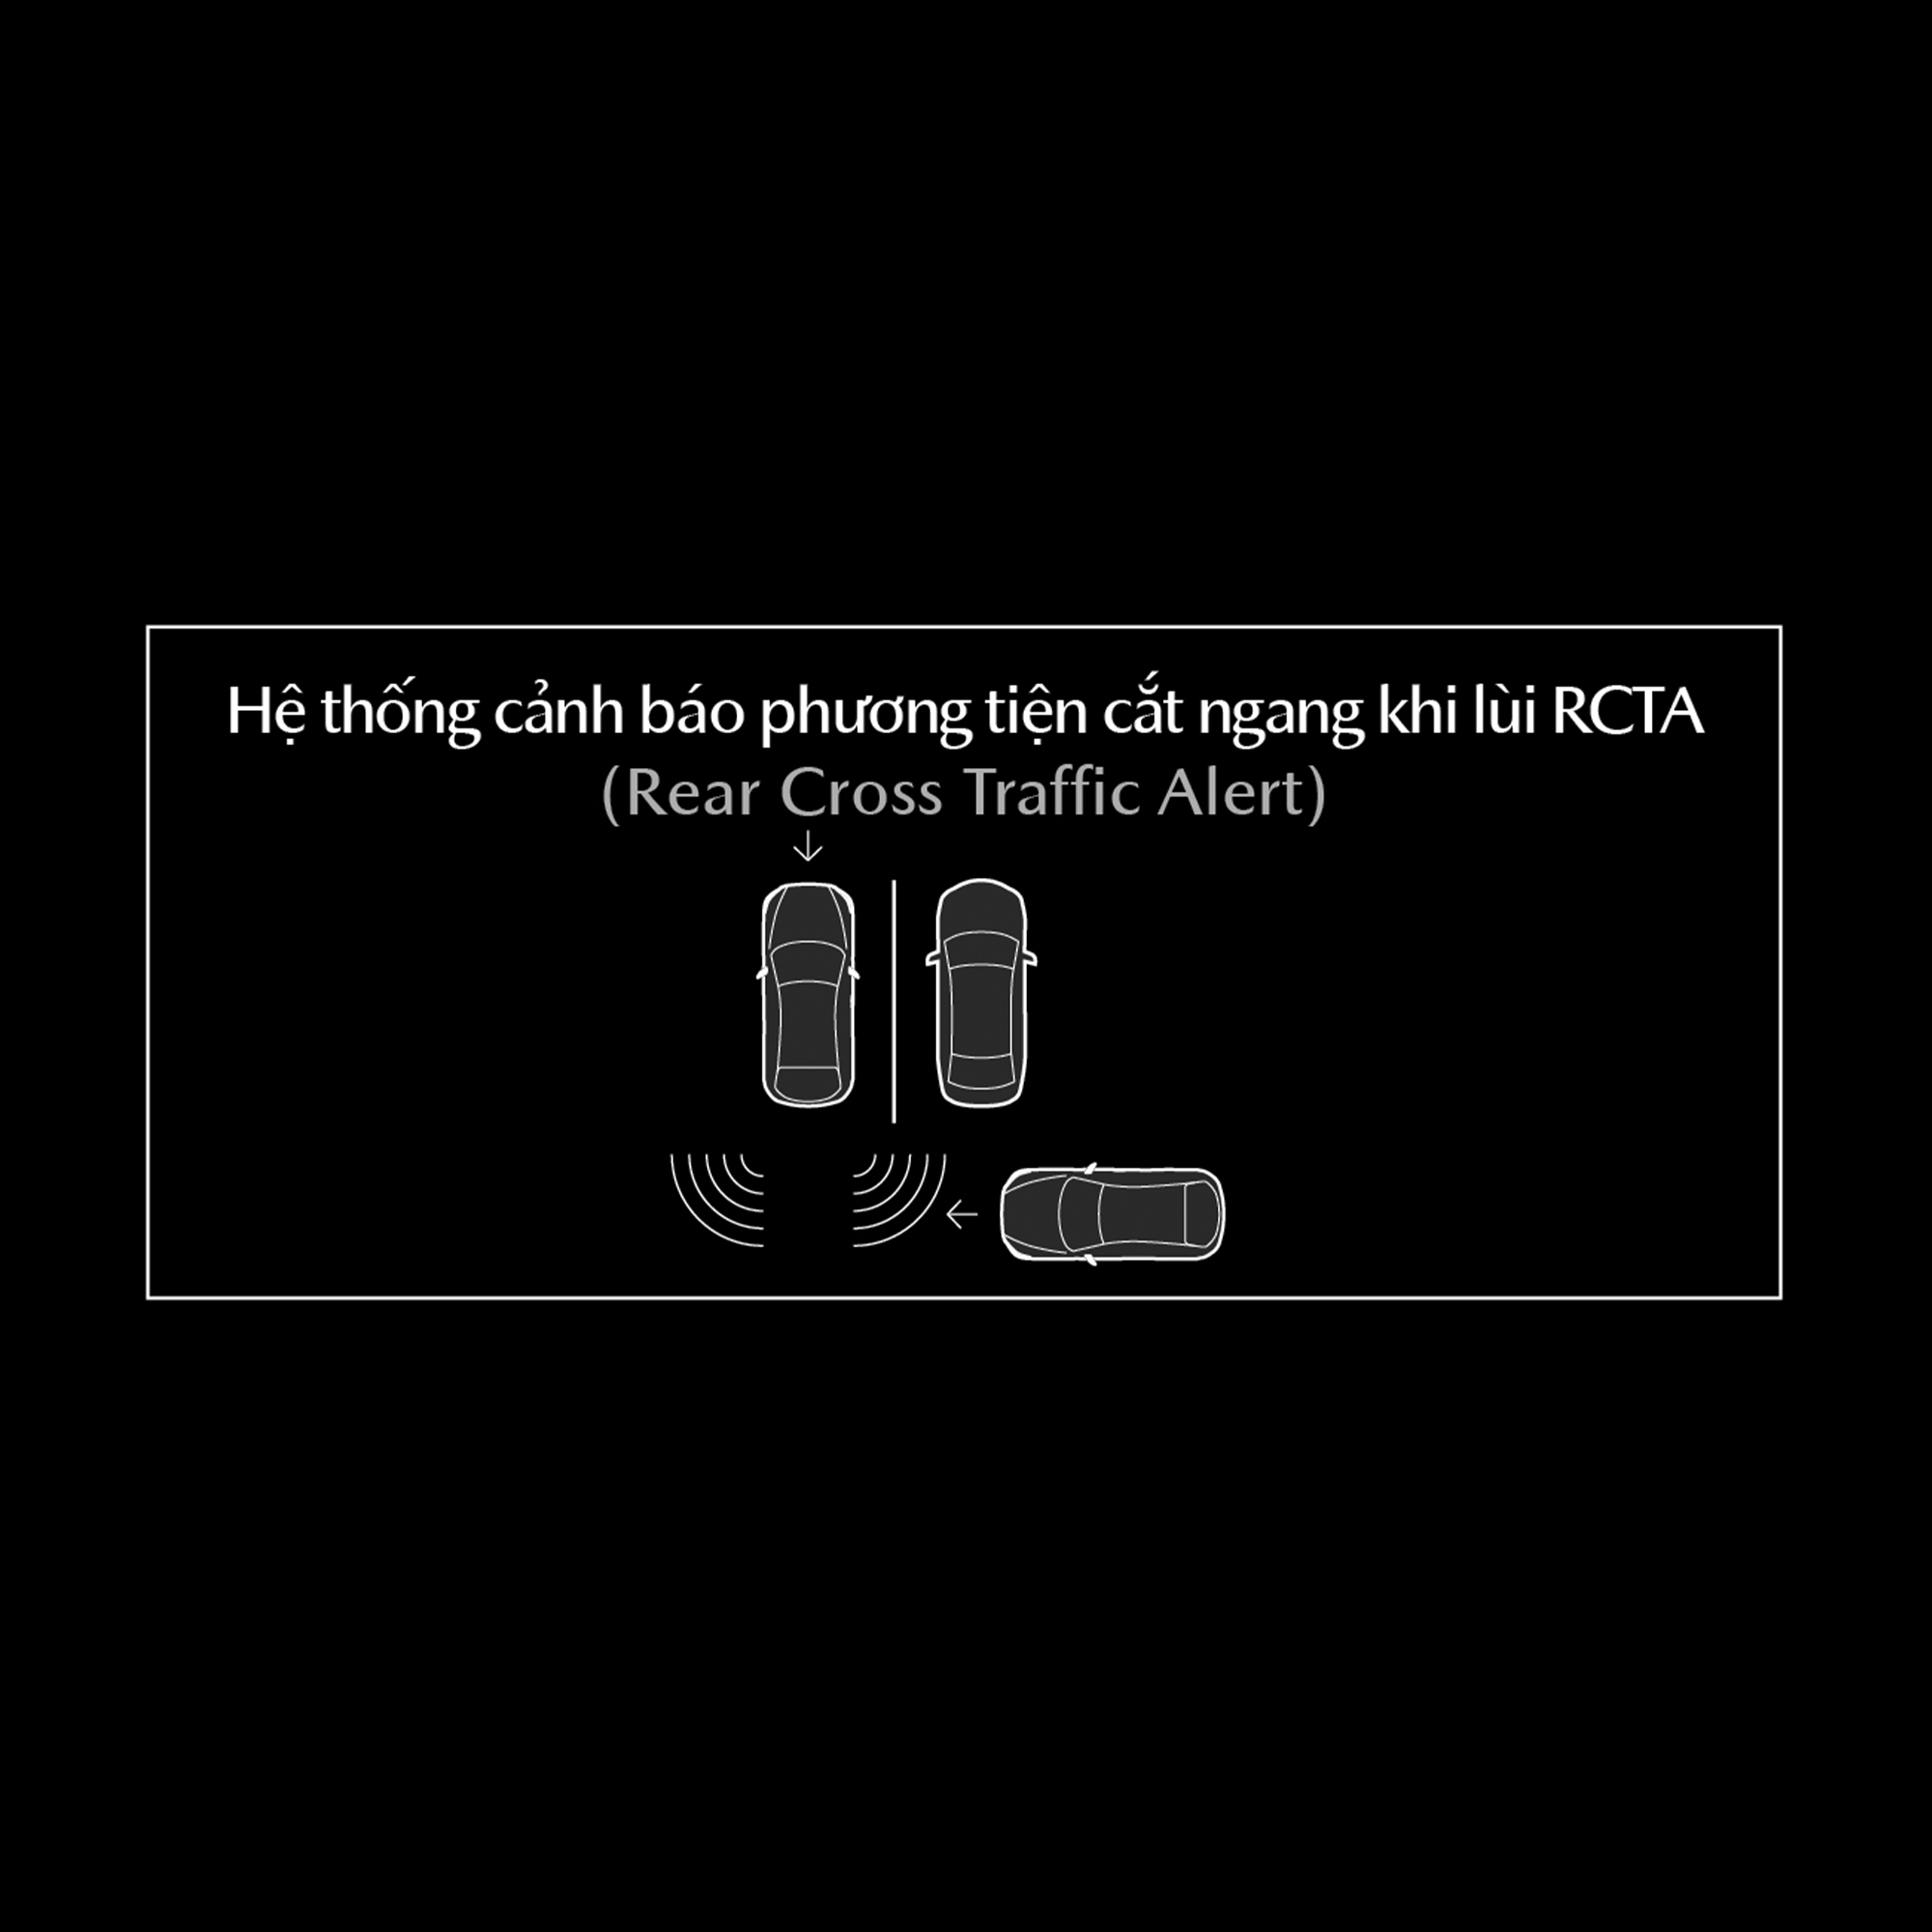 Hệ thống cảnh báo phương tiện cắt ngang khi lùi RCTA
(Rear Cross Traffic Alert)